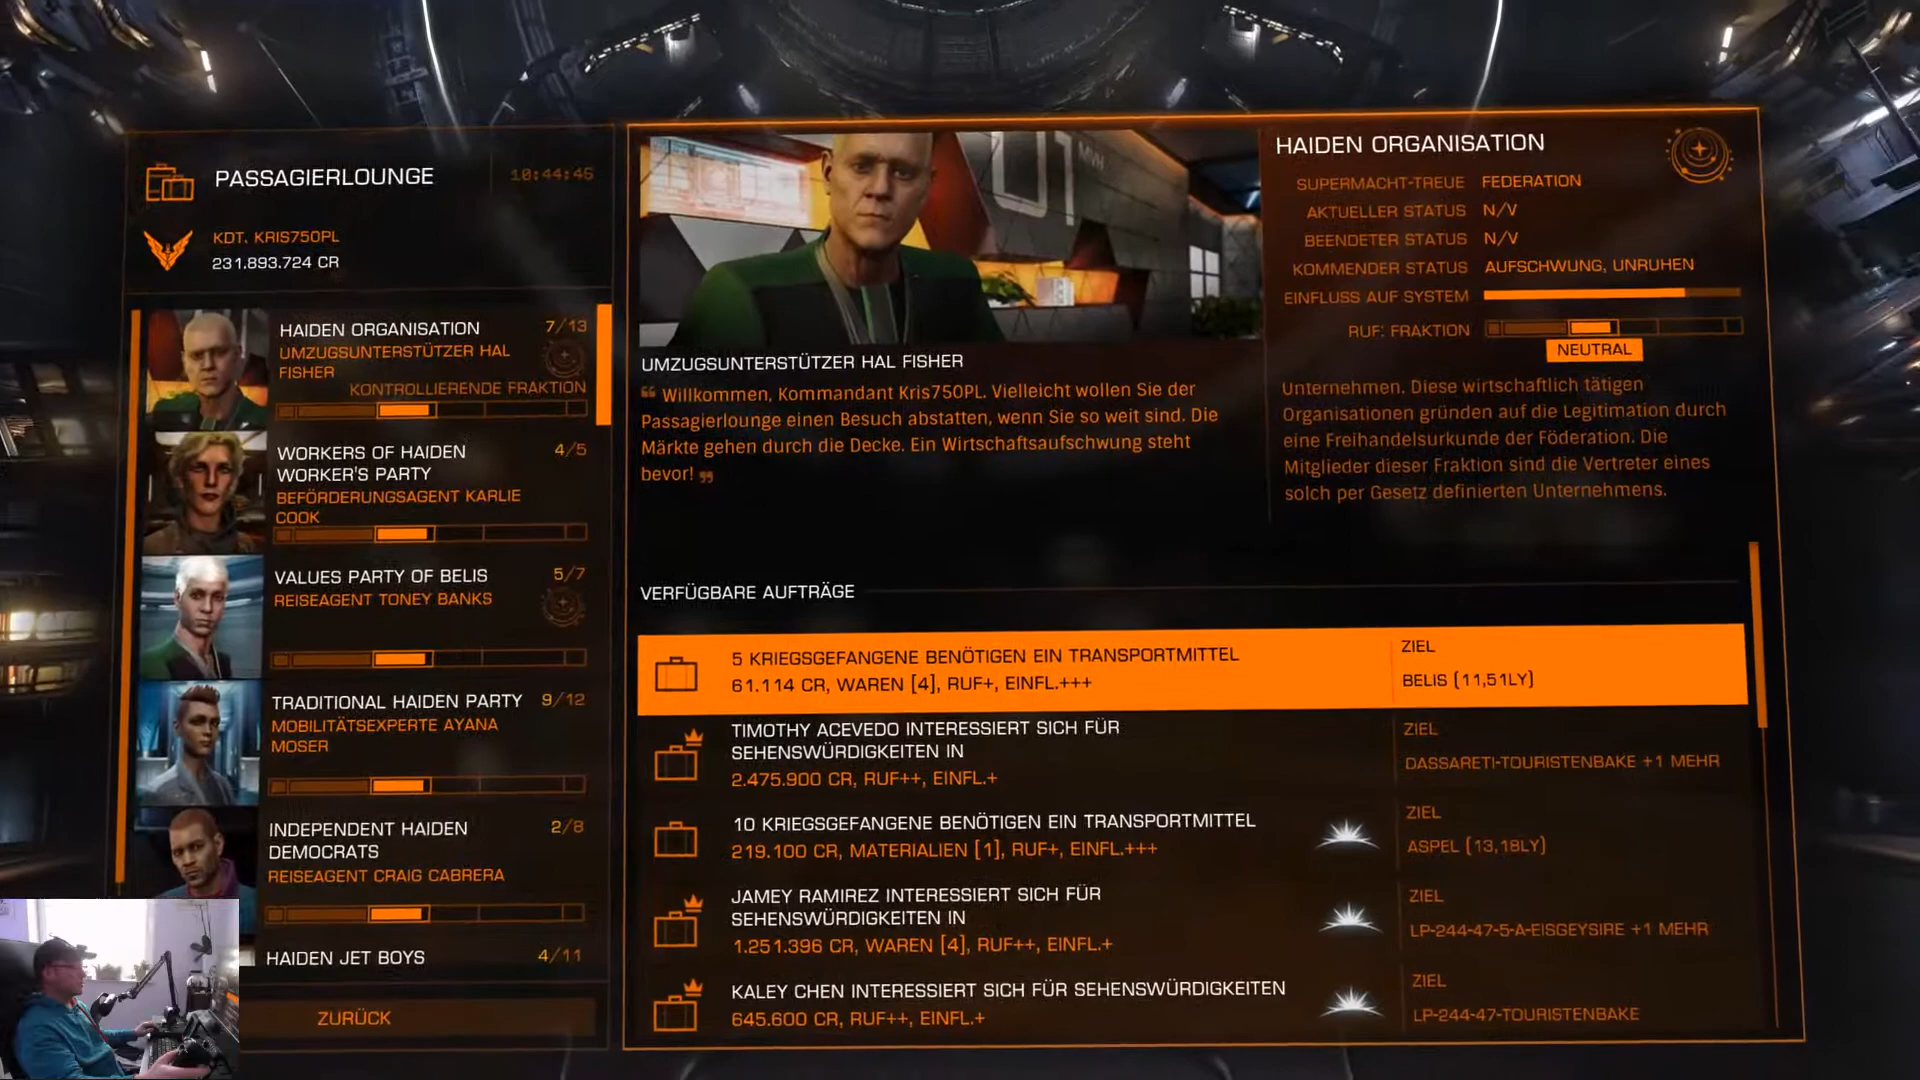 PASSAGIERLOUNGE
10:44:45
KDT. KRIS750PL
231.893.724 CR
HAIDEN ORGANISATION 7/13
UMZUGSUNTERSTÜTZER HAL
FISHER
KONTROLLIERENDE FRAKTION
WORKERS OF HAIDEN 4/5
WORKER'S PARTY
BEFÖRDERUNGSAGENT KARLIE
COOK
VALUES PARTY OF BELIS 5/7
REISEAGENT TONEY BANKS
TRADITIONAL HAIDEN PARTY 9/12
MOBILITÄTSEXPERTE AYANA
MOSER
INDEPENDENT HAIDEN 2/8
DEMOCRATS
REISEAGENT CRAIG CABRERA
HAIDEN JET BOYS 4/11
ZURÜCK
UMZUGSUNTERSTÜTZER HAL FISHER
“ Willkommen, Kommandant Kris750PL. Vielleicht wollen Sie der
Passagierlounge einen Besuch abstatten, wenn Sie so weit sind. Die
Märkte gehen durch die Decke. Ein Wirtschaftsaufschwung steht
bevor! ”
HAIDEN ORGANISATION
SUPERMACHT-TREUE FEDERATION
AKTUELLER STATUS N/V
BEENDETER STATUS N/V
KOMMENDER STATUS AUFSCHWUNG, UNRUHEN
EINFLUSS AUF SYSTEM
RUF: FRAKTION
NEUTRAL
Unternehmen. Diese wirtschaftlich tätigen
Organisationen gründen auf die Legitimation durch
eine Freihandelsurkunde der Föderation. Die
Mitglieder dieser Fraktion sind die Vertreter eines
solch per Gesetz definierten Unternehmens.
VERFÜGBARE AUFTRÄGE
5 KRIEGSGEFANGENE BENÖTIGEN EIN TRANSPORTMITTEL
61.114 CR, WAREN [4], RUF+, EINFL.+++
ZIEL
BELIS (11,51LY)
TIMOTHY ACEVEDO INTERESSIERT SICH FÜR
SEHENSWÜRDIGKEITEN IN
2.475.900 CR, RUF++, EINFL.+
ZIEL
DASSARETI-TOURISTENBAKE +1 MEHR
10 KRIEGSGEFANGENE BENÖTIGEN EIN TRANSPORTMITTEL
219.100 CR, MATERIALIEN [1], RUF+, EINFL.+++
ZIEL
ASPEL (13,18LY)
JAMEY RAMIREZ INTERESSIERT SICH FÜR
SEHENSWÜRDIGKEITEN IN
1.251.396 CR, WAREN [4], RUF++, EINFL.+
ZIEL
LP-244-47-5-A-EISGEYSIRE +1 MEHR
KALEY CHEN INTERESSIERT SICH FÜR SEHENSWÜRDIGKEITEN
645.600 CR, RUF++, EINFL.+
ZIEL
LP-244-47-TOURISTENBAKE